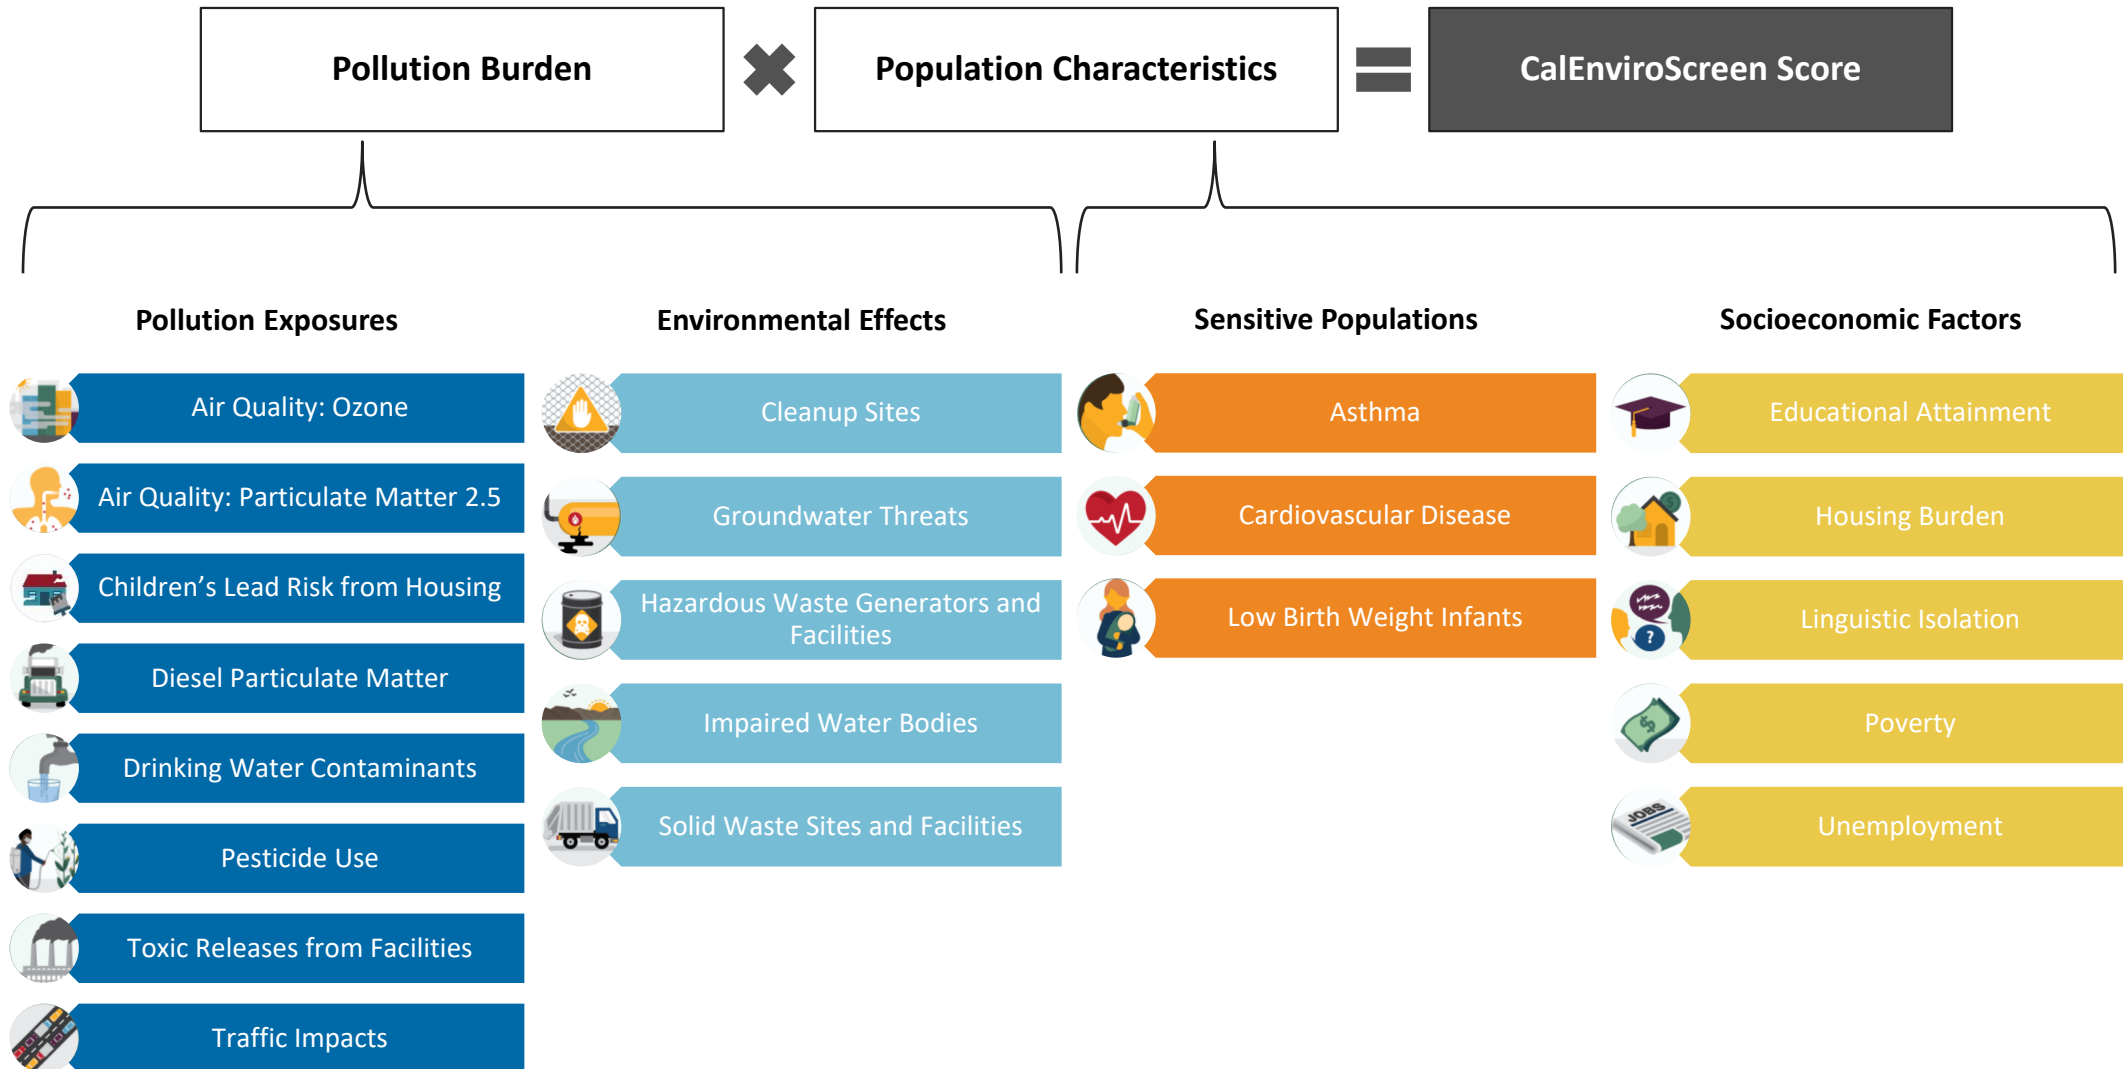 Pollution Burden
Population Characteristics
CalEnviroScreen Score
Pollution Exposures
Air Quality: Ozone
Air Quality: Particulate Matter 2.5
Children’s Lead Risk from Housing
Diesel Particulate Matter
Drinking Water Contaminants
Pesticide Use
Toxic Releases from Facilities
Traffic Impacts
Environmental Effects
Cleanup Sites
Groundwater Threats
Hazardous Waste Generators and
Facilities
Impaired Water Bodies
Solid Waste Sites and Facilities
Sensitive Populations
Asthma
Cardiovascular Disease
Low Birth Weight Infants
Socioeconomic Factors
Educational Attainment
$
Housing Burden
?
Linguistic Isolation
$
Poverty
JOBS
Unemployment